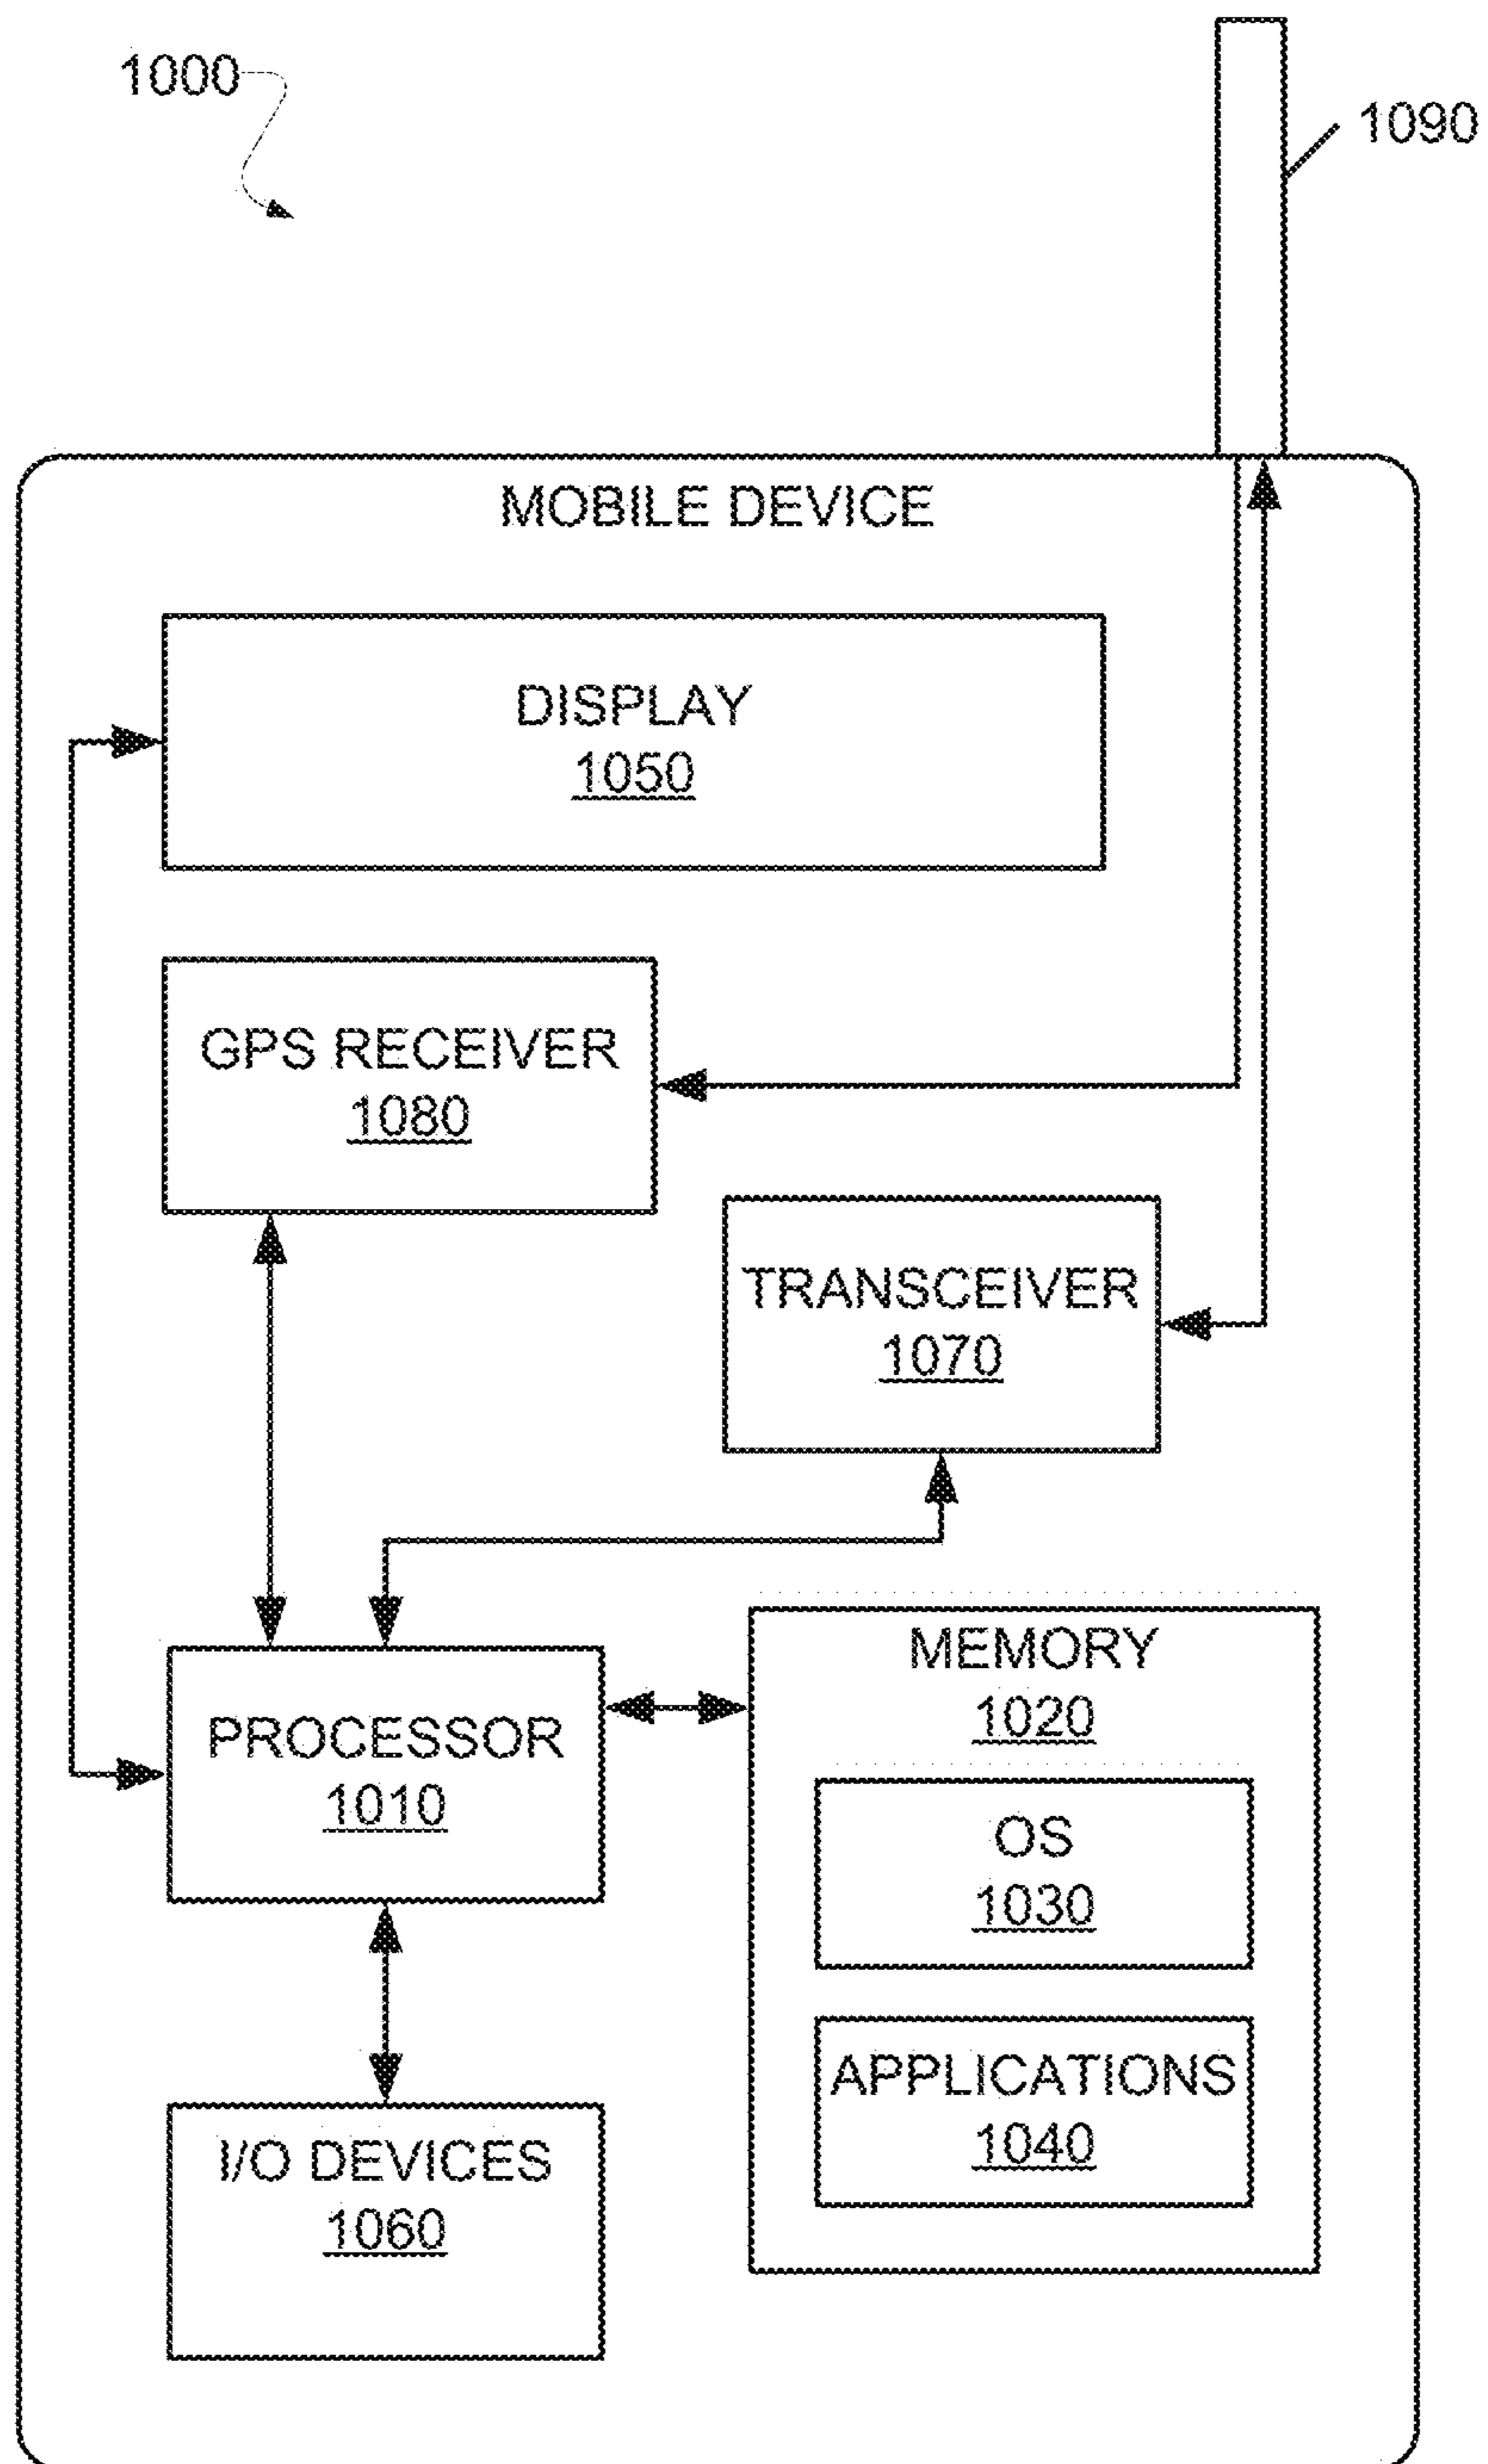 1000
1090
MOBILE DEVICE
DISPLAY
1050
GPS RECEIVER
1080
TRANSCEIVER
1070
MEMORY
1020
PROCESSOR
1010
OS
1030
APPLICATIONS
1040
I/O DEVICES
1060